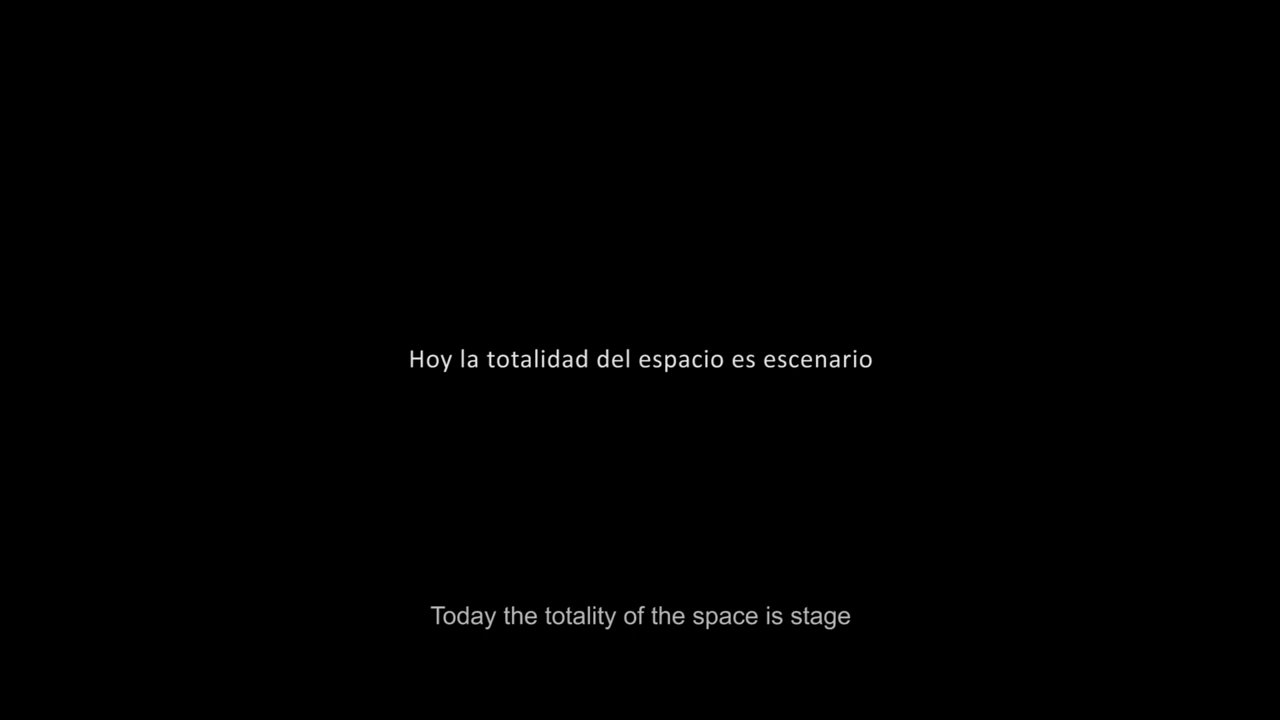 Hoy la totalidad del espacio es escenario
Today the totality of the space is stage